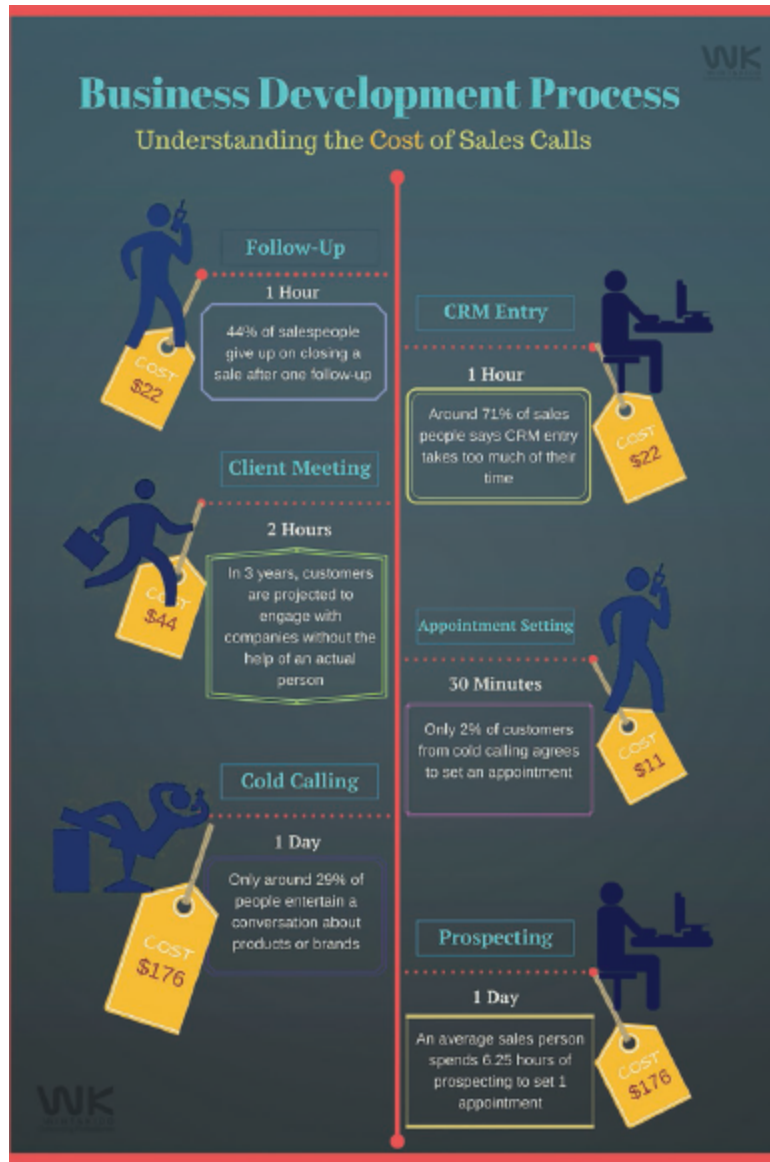 WK
Business Development Process
Understanding the Cost of Sales Calls
Follow-Up
1 Hour
44% of salespeople
give up on closing a
sale after one follow-up
COST
$22
CRM Entry
1 Hour
Around 71% of sales
people says CRM entry
takes too much of their
time
COST
$22
Client Meeting
2 Hours
In 3 years, customers
are projected to
engage with
companies without the
help of an actual
person
$44
Appointment Setting
30 Minutes
Only 2% of customers
from cold calling agrees
to set an appointment
COST
$11
Cold Calling
1 Day
Only around 29% of
people entertain a
conversation about
products or brands
COST
$176
Prospecting
1 Day
An average sales person
spends 6.25 hours of
prospecting to set 1
appointment
COST
$176
WK